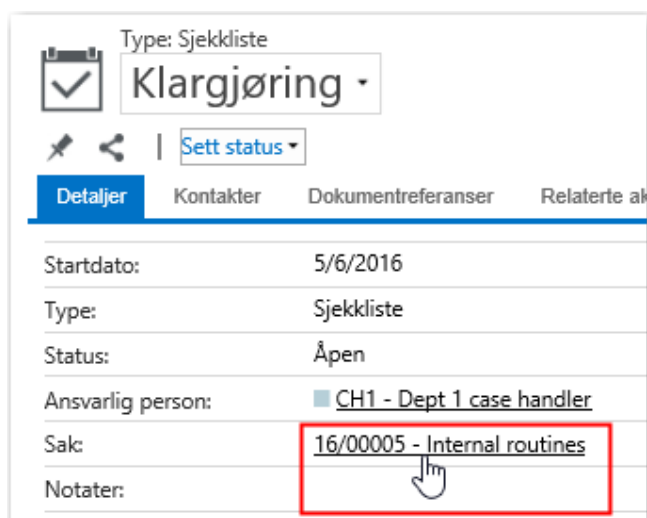 Type: Sjekkliste
Klargjøring
Sett status
Detaljer Kontakter Dokumentreferanser Relaterte ak
Startdato: 5/6/2016
Type: Sjekkliste
Status: Åpen
Ansvarlig person: CH1 - Dept 1 case handler
Sak: 16/00005 - Internal routines
Notater: